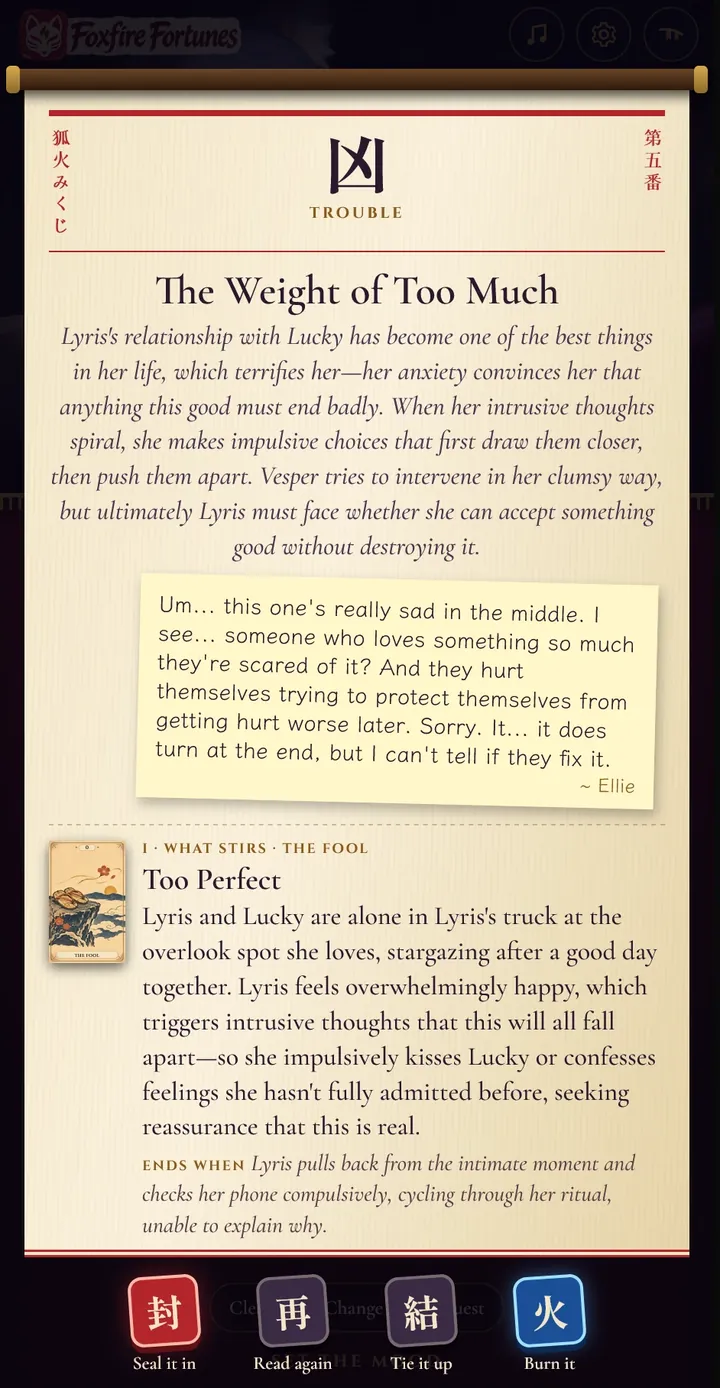 Foxfire Fortunes
狐火みくじ
凶
第五番
TROUBLE
The Weight of Too Much
Lyris's relationship with Lucky has become one of the best things
in her life, which terrifies her—her anxiety convinces her that
anything this good must end badly. When her intrusive thoughts
spiral, she makes impulsive choices that first draw them closer,
then push them apart. Vesper tries to intervene in her clumsy way,
but ultimately Lyris must face whether she can accept something
good without destroying it.
Um... this one's really sad in the middle. I
see... someone who loves something so much
they're scared of it? And they hurt
themselves trying to protect themselves from
getting hurt worse later. Sorry. It... it does
turn at the end, but I can't tell if they fix it.
~ Ellie
I · WHAT STIRS · THE FOOL
THE FOOL
Too Perfect
Lyris and Lucky are alone in Lyris's truck at the
overlook spot she loves, stargazing after a good day
together. Lyris feels overwhelmingly happy, which
triggers intrusive thoughts that this will all fall
apart—so she impulsively kisses Lucky or confesses
feelings she hasn't fully admitted before, seeking
reassurance that this is real.
ENDS WHEN Lyris pulls back from the intimate moment and
checks her phone compulsively, cycling through her ritual,
unable to explain why.
封 再 結 火
Change
Seal it in Read again Tie it up Burn it